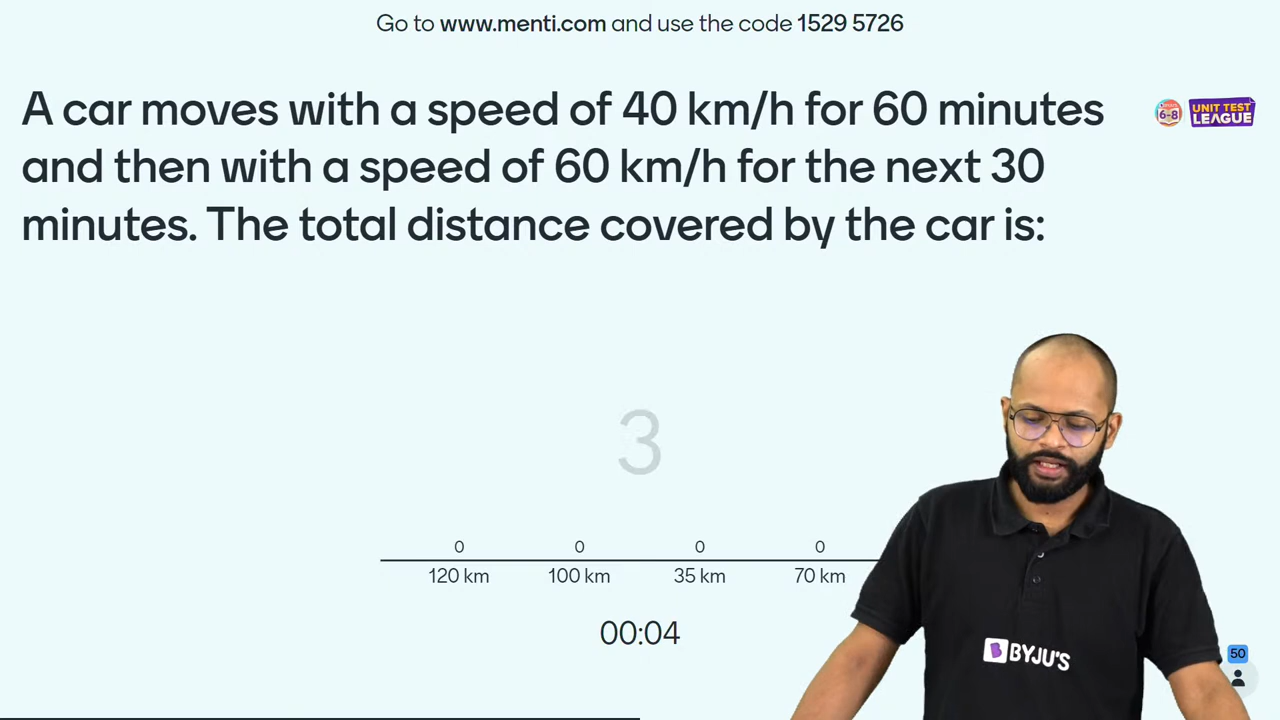 Go to www.menti.com and use the code 1529 5726
A car moves with a speed of 40 km/h for 60 minutes
and then with a speed of 60 km/h for the next 30
minutes. The total distance covered by the car is:
6-8
UNIT TEST
LEAGUE
3
0 0 0 0
120 km 100 km 35 km 70 km
00:04
BYJU'S
50